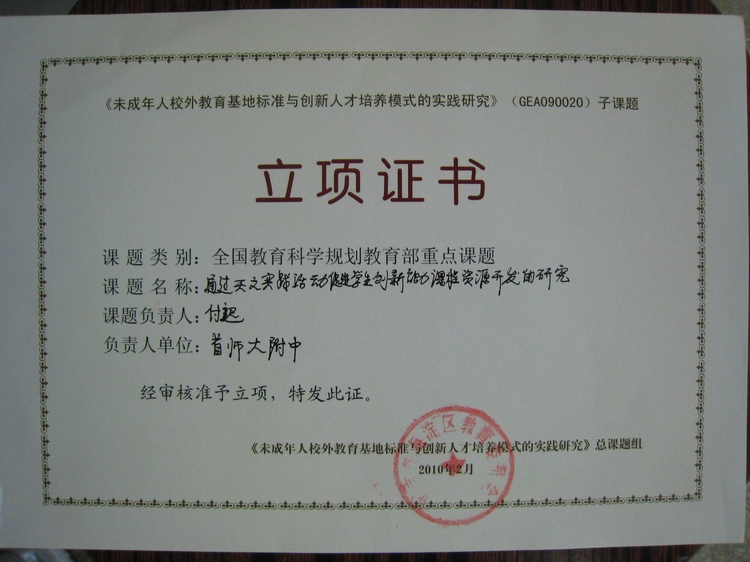 《未成年人校外教育基地标准与创新人才培养模式的实践研究》（GEA090020）子课题
立项证书
课题类别：全国教育科学规划教育部重点课题
课题名称：通过天文实践活动促进学生创新能力课程资源开发的研究
课题负责人：付
负责人单位：首师大附中
经审核准予立项，特发此证。
《未成年人校外教育基地标准与创新人才培养模式的实践研究》总课题组
2010年2月
淀区教育